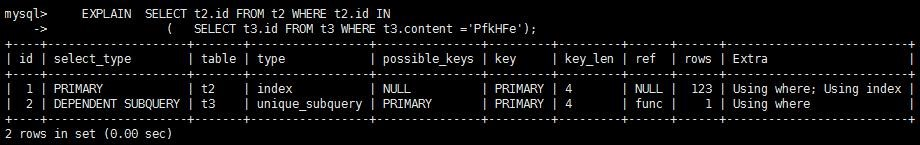 mysql>     EXPLAIN  SELECT t2.id FROM t2 WHERE t2.id IN
    ->                (   SELECT t3.id FROM t3 WHERE t3.content ='PfkHFe');
+----+--------------------+-------+-----------------+---------------+---------+---------+------+------+--------------------------+
| id | select_type        | table | type            | possible_keys | key     | key_len | ref  | rows | Extra                    |
+----+--------------------+-------+-----------------+---------------+---------+---------+------+------+--------------------------+
|  1 | PRIMARY            | t2    | index           | NULL          | PRIMARY | 4       | NULL |  123 | Using where; Using index |
|  2 | DEPENDENT SUBQUERY | t3    | unique_subquery | PRIMARY       | PRIMARY | 4       | func |    1 | Using where              |
+----+--------------------+-------+-----------------+---------------+---------+---------+------+------+--------------------------+
2 rows in set (0.00 sec)